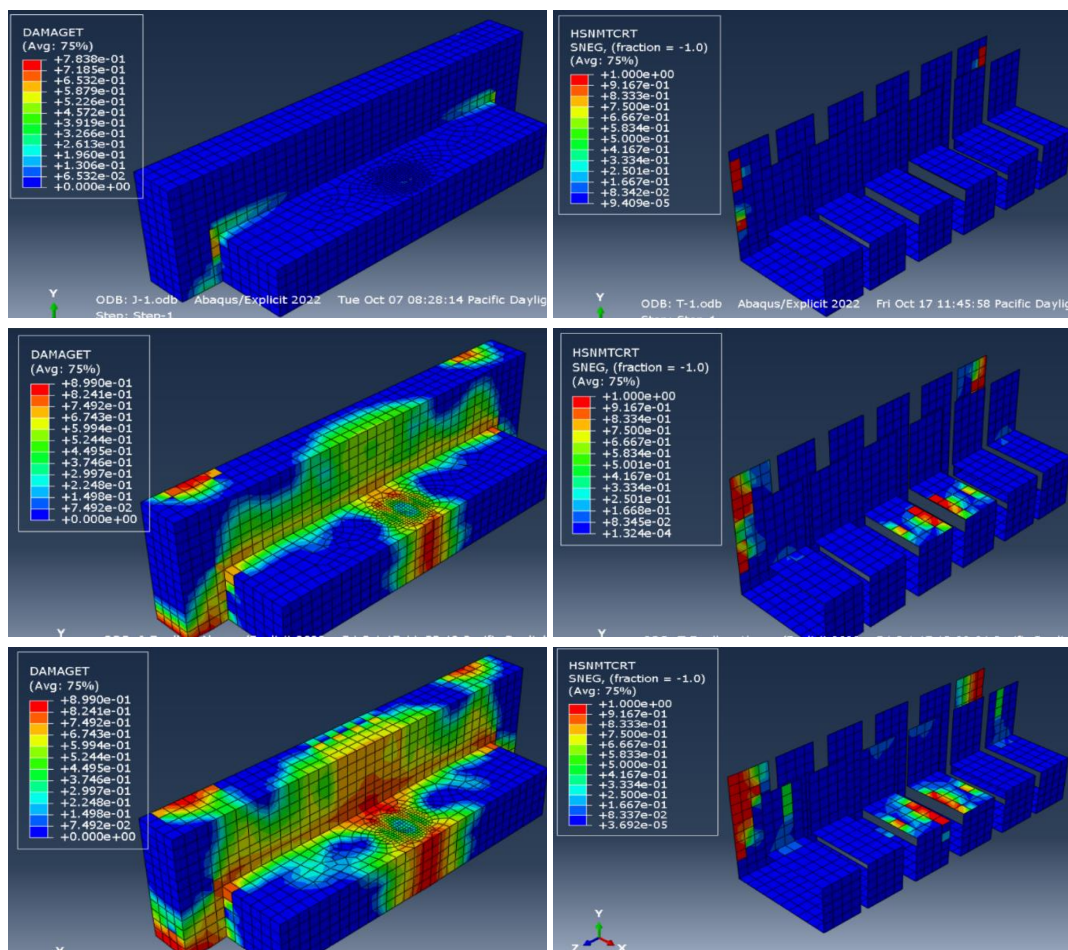 DAMAGET
(Avg: 75%)
+7.838e-01
+7.185e-01
+6.532e-01
+5.879e-01
+5.226e-01
+4.572e-01
+3.919e-01
+3.266e-01
+2.613e-01
+1.960e-01
+1.306e-01
+6.532e-02
+0.000e+00
Y
ODB: J-1.odb Abaqus/Explicit 2022 Tue Oct 07 08:28:14 Pacific Daylig
Step: Step-1
HSNMTCRT
SNEG, (fraction = -1.0)
(Avg: 75%)
+1.000e+00
+9.167e-01
+8.333e-01
+7.500e-01
+6.667e-01
+5.834e-01
+5.000e-01
+4.167e-01
+3.334e-01
+2.501e-01
+1.667e-01
+8.342e-02
+9.409e-05
Y
ODB: T-1.odb Abaqus/Explicit 2022 Fri Oct 17 11:45:58 Pacific Daylig
DAMAGET
(Avg: 75%)
+8.990e-01
+8.241e-01
+7.492e-01
+6.743e-01
+5.994e-01
+5.244e-01
+4.495e-01
+3.746e-01
+2.997e-01
+2.248e-01
+1.498e-01
+7.492e-02
+0.000e+00
Y
HSNMTCRT
SNEG, (fraction = -1.0)
(Avg: 75%)
+1.000e+00
+9.167e-01
+8.334e-01
+7.500e-01
+6.667e-01
+5.834e-01
+5.001e-01
+4.167e-01
+3.334e-01
+2.501e-01
+1.668e-01
+8.345e-02
+1.324e-04
Y
DAMAGET
(Avg: 75%)
+8.990e-01
+8.241e-01
+7.492e-01
+6.743e-01
+5.994e-01
+5.244e-01
+4.495e-01
+3.746e-01
+2.997e-01
+2.248e-01
+1.498e-01
+7.492e-02
+0.000e+00
Y
HSNMTCRT
SNEG, (fraction = -1.0)
(Avg: 75%)
+1.000e+00
+9.167e-01
+8.333e-01
+7.500e-01
+6.667e-01
+5.833e-01
+5.000e-01
+4.167e-01
+3.334e-01
+2.500e-01
+1.667e-01
+8.337e-02
+3.692e-05
Y
Z X